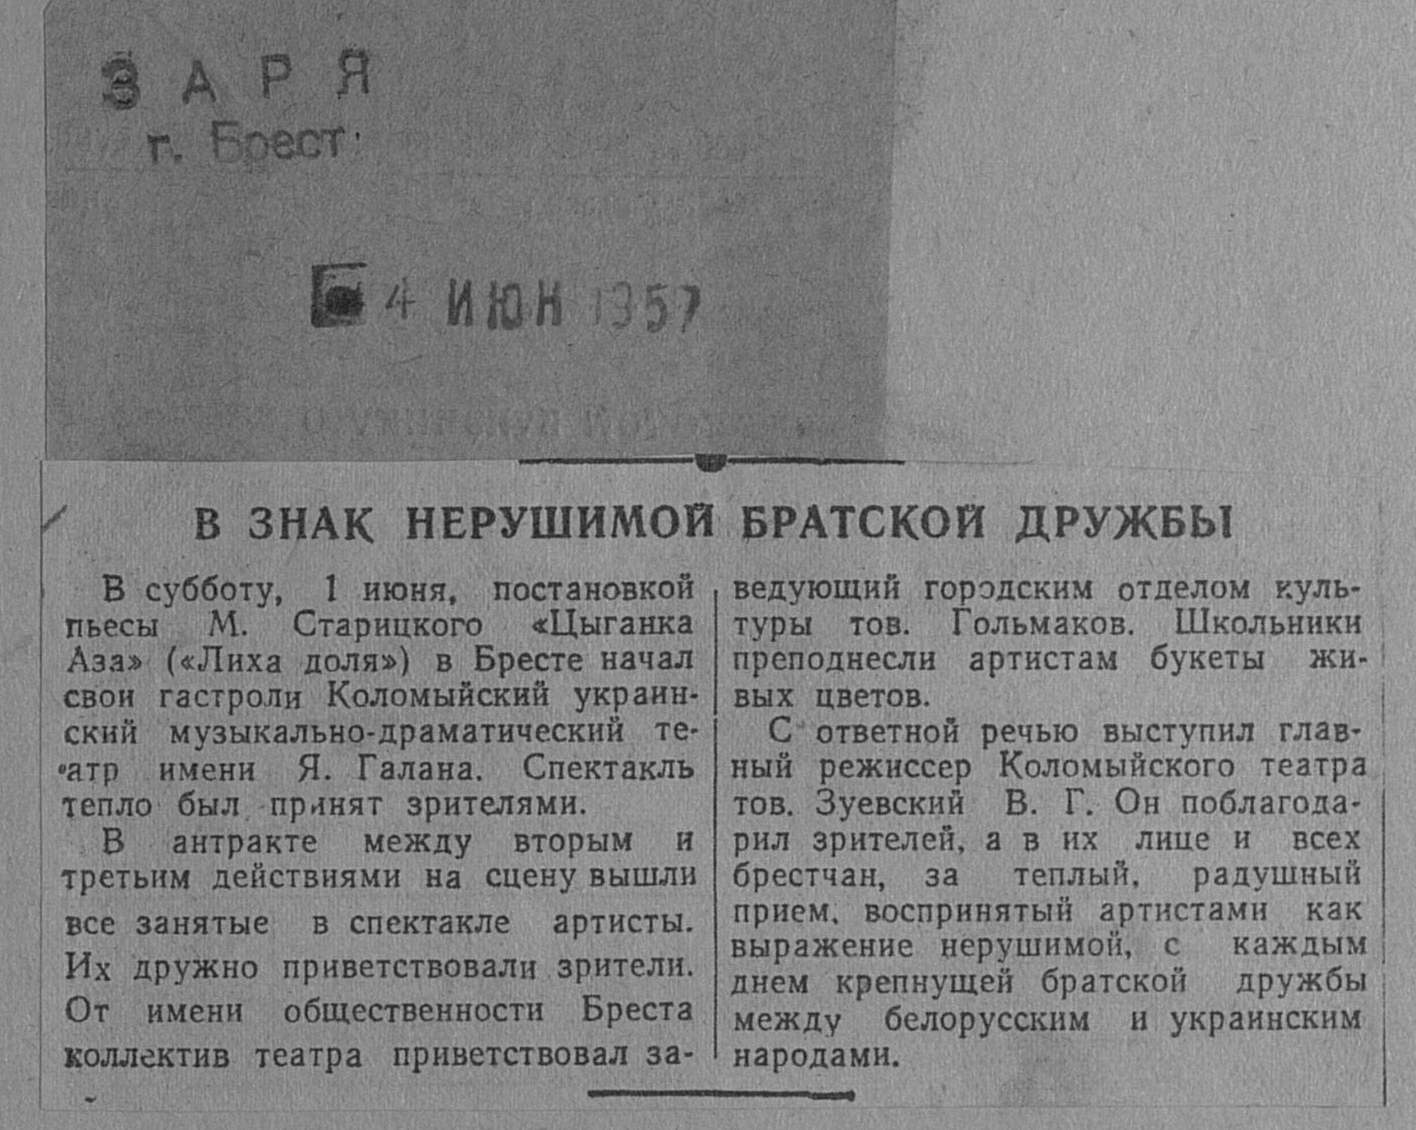 ЗАРЯ
г. Брест
4 ИЮН 1957
В ЗНАК НЕРУШИМОЙ БРАТСКОЙ ДРУЖБЫ
В субботу, 1 июня, постановкой
пьесы М. Старицкого «Цыганка
Аза» («Лиха доля») в Бресте начал
свои гастроли Коломыйский украин-
ский музыкально-драматический те-
атр имени Я. Галана. Спектакль
тепло был принят зрителями.
В антракте между вторым и
третьим действиями на сцену вышли
все занятые в спектакле артисты.
Их дружно приветствовали зрители.
От имени общественности Бреста
коллектив театра приветствовал за-
ведующий городским отделом куль-
туры тов. Гольмаков. Школьники
преподнесли артистам букеты жи-
вых цветов.
С ответной речью выступил глав-
ный режиссер Коломыйского театра
тов. Зуевский В. Г. Он поблагода-
рил зрителей, а в их лице и всех
брестчан, за теплый, радушный
прием, воспринятый артистами как
выражение нерушимой, с каждым
днем крепнущей братской дружбы
между белорусским и украинским
народами.